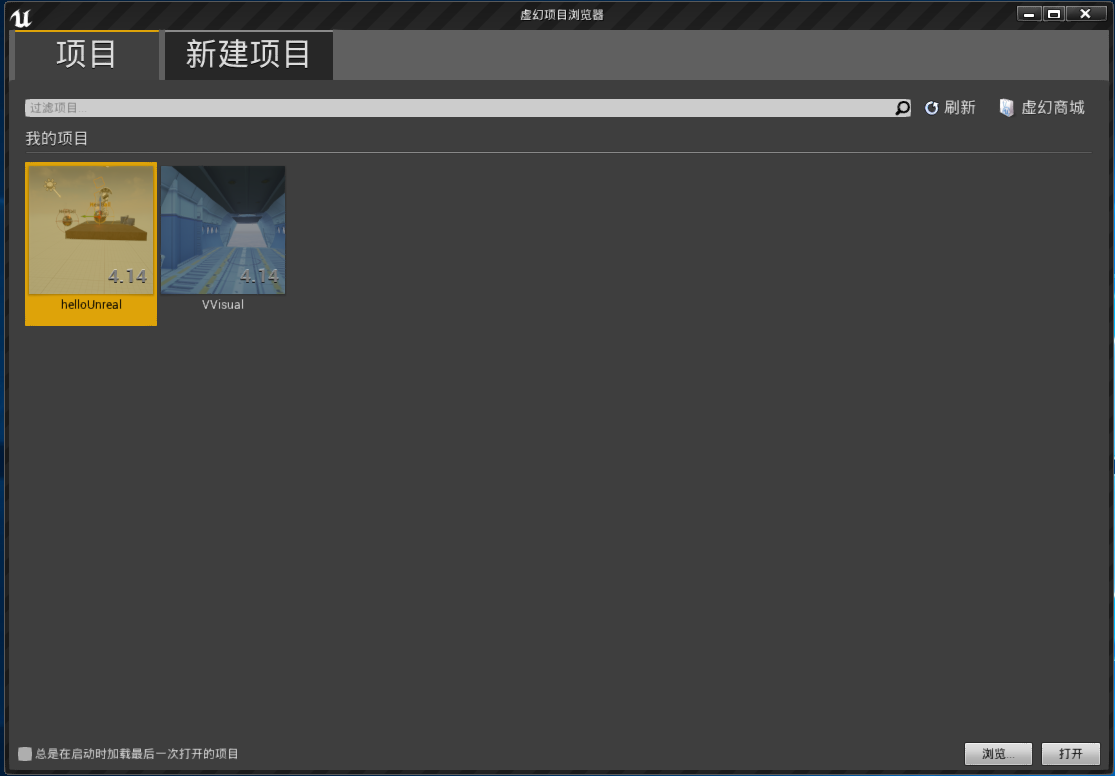 虚幻项目浏览器
项目
新建项目
过滤项目...
刷新
虚幻商城
我的项目
4.14
4.14
helloUnreal
VVisual
总是在启动时加载最后一次打开的项目
浏览...
打开